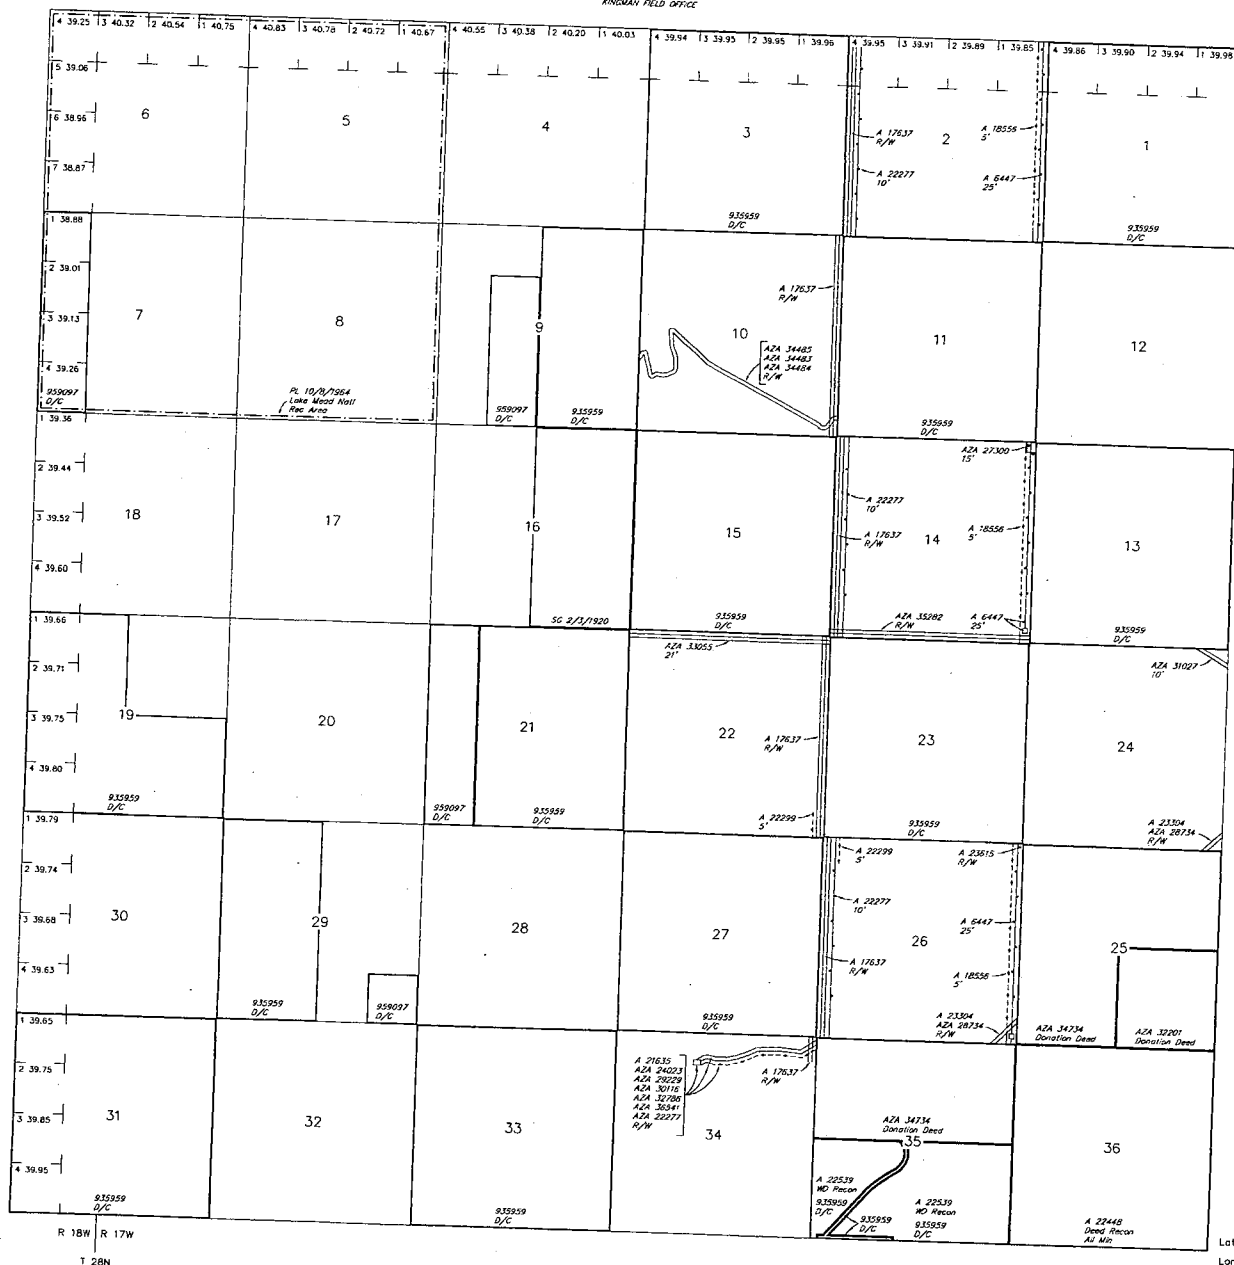 KINGMAN FIELD OFFICE
4 39.25 3 40.32 2 40.54 1 40.75 4 40.83 3 40.78 2 40.72 1 40.67 4 40.55 3 40.38 2 40.20 1 40.03 4 39.94 3 39.95 2 39.95 1 39.96 4 39.95 3 39.91 2 39.89 1 39.85 4 39.86 3 39.90 2 39.94 1 39.98
5 39.06
6 38.96
7 38.87
6 5 4 3 2 1
A 17637
R/W
A 22277
10'
A 18556
5'
A 6447
25'
935959
D/C
935959
D/C
1 38.88
2 39.01
3 39.13
4 39.26
7 8 9 10 11 12
A 17637
R/W
AZA 34485
AZA 34483
AZA 34484
R/W
959097
D/C
PL 10/8/1964
Lake Mead Natl
Rec Area
959097
D/C
935959
D/C
935959
D/C
1 39.36
2 39.44
3 39.52
4 39.60
18 17 16 15 14 13
AZA 27300
15'
A 22277
10'
A 17637
R/W
A 18556
5'
AZA 35282
R/W
A 6447
25'
SG 2/3/1920
935959
D/C
935959
D/C
1 39.66
2 39.71
3 39.75
4 39.80
19 20 21 22 23 24
AZA 33055
21'
AZA 31027
10'
A 17637
R/W
A 22299
5'
935959
D/C
959097
D/C
935959
D/C
935959
D/C
A 23304
AZA 28734
R/W
1 39.79
2 39.74
3 39.68
4 39.63
30 29 28 27 26 25
A 22299
5'
A 23615
R/W
A 22277
10'
A 6447
25'
A 17637
R/W
A 18556
5'
935959
D/C
959097
D/C
935959
D/C
A 23304
AZA 28734
R/W
AZA 34734
Donation Deed
AZA 32201
Donation Deed
1 39.65
2 39.75
3 39.85
4 39.95
31 32 33 34 35 36
A 21635
AZA 24023
AZA 29229
AZA 30116
AZA 32786
AZA 36541
AZA 22277
R/W
A 17637
R/W
AZA 34734
Donation Deed
A 22539
WD Recon
935959
D/C
935959
D/C
A 22539
WD Recon
935959
D/C
A 22448
Deed Recon
All Min
935959
D/C
935959
D/C
R 18W R 17W
T 28N
Lat
Lon